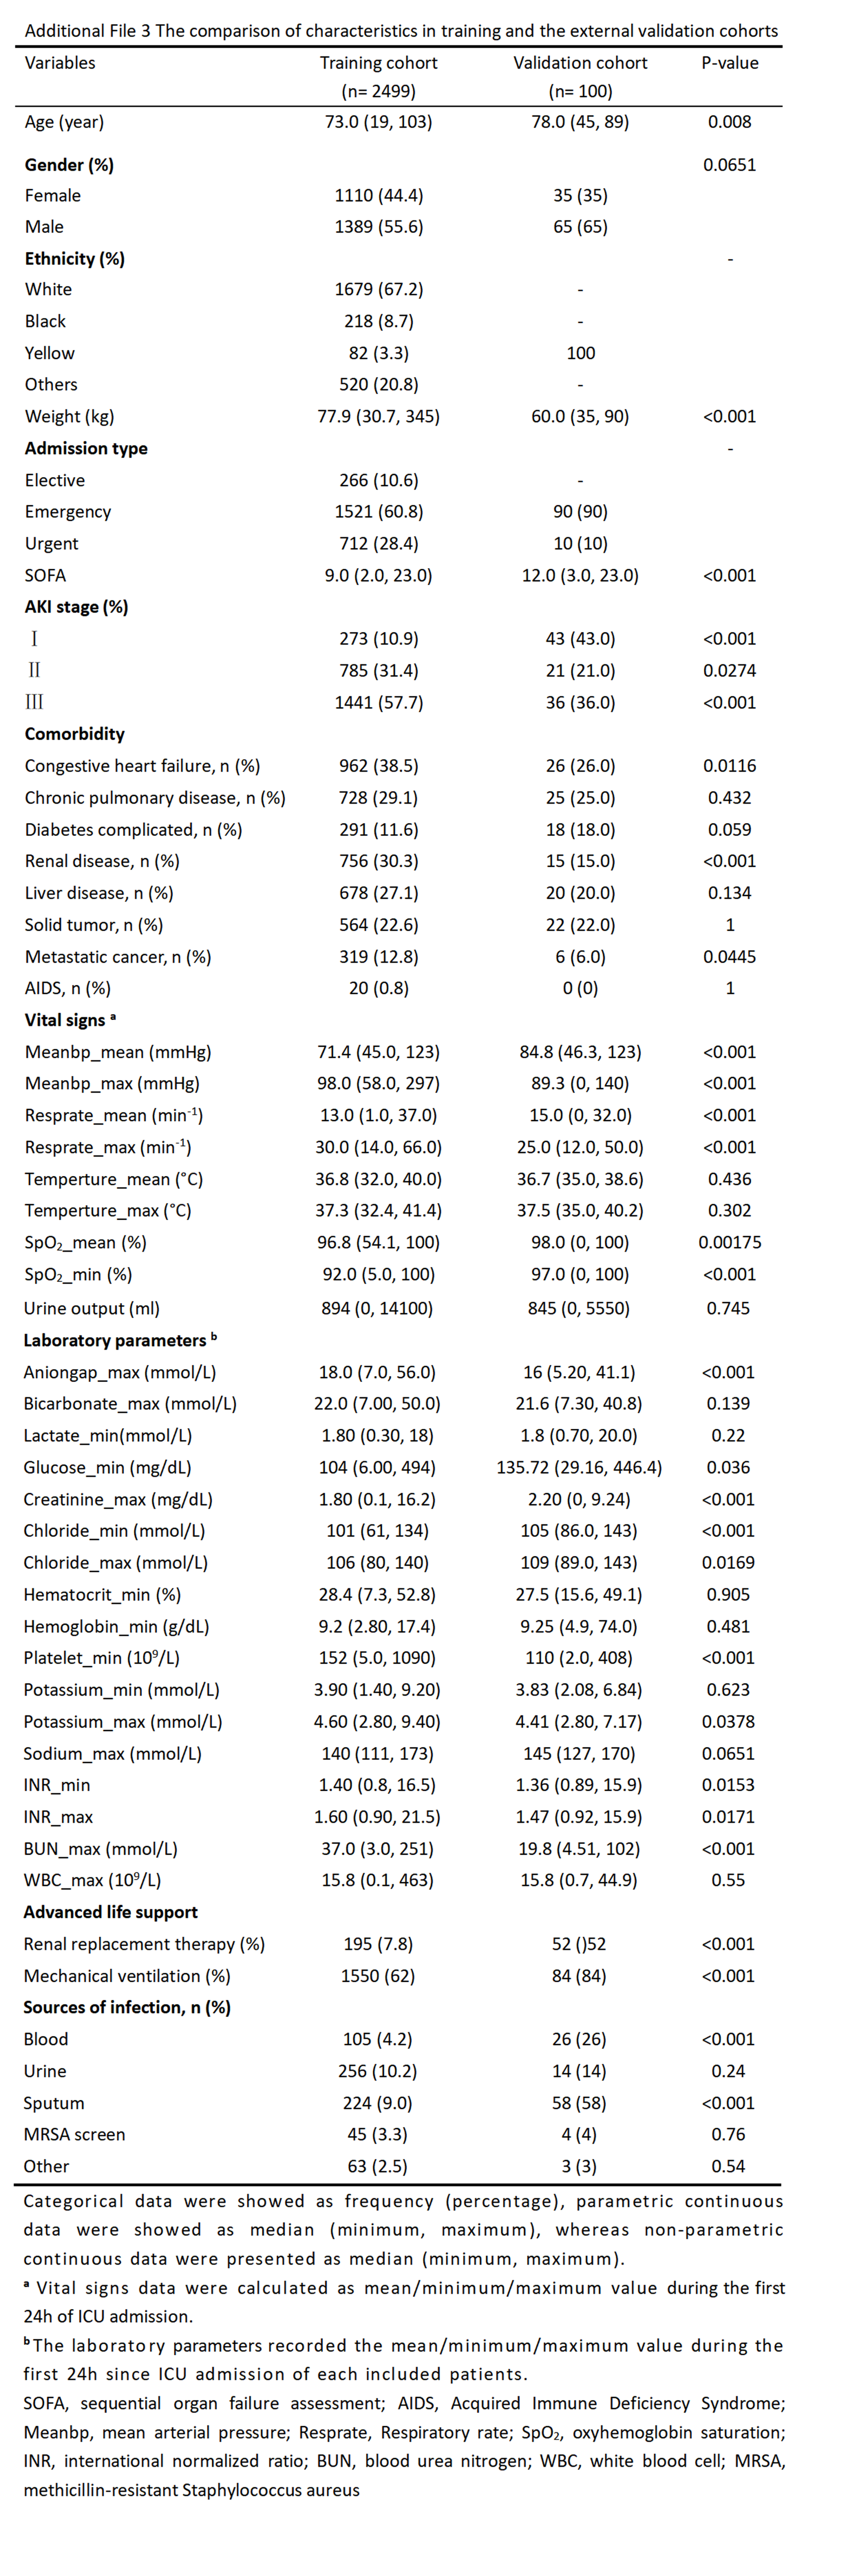 Additional File 3 The comparison of characteristics in training and the external validation cohorts
Variables Training cohort Validation cohort P-value
(n= 2499) (n= 100)
Age (year) 73.0 (19, 103) 78.0 (45, 89) 0.008
Gender (%) 0.0651
Female 1110 (44.4) 35 (35)
Male 1389 (55.6) 65 (65)
Ethnicity (%) -
White 1679 (67.2) -
Black 218 (8.7) -
Yellow 82 (3.3) 100
Others 520 (20.8) -
Weight (kg) 77.9 (30.7, 345) 60.0 (35, 90) <0.001
Admission type -
Elective 266 (10.6) -
Emergency 1521 (60.8) 90 (90)
Urgent 712 (28.4) 10 (10)
SOFA 9.0 (2.0, 23.0) 12.0 (3.0, 23.0) <0.001
AKI stage (%)
Ⅰ 273 (10.9) 43 (43.0) <0.001
Ⅱ 785 (31.4) 21 (21.0) 0.0274
Ⅲ 1441 (57.7) 36 (36.0) <0.001
Comorbidity
Congestive heart failure, n (%) 962 (38.5) 26 (26.0) 0.0116
Chronic pulmonary disease, n (%) 728 (29.1) 25 (25.0) 0.432
Diabetes complicated, n (%) 291 (11.6) 18 (18.0) 0.059
Renal disease, n (%) 756 (30.3) 15 (15.0) <0.001
Liver disease, n (%) 678 (27.1) 20 (20.0) 0.134
Solid tumor, n (%) 564 (22.6) 22 (22.0) 1
Metastatic cancer, n (%) 319 (12.8) 6 (6.0) 0.0445
AIDS, n (%) 20 (0.8) 0 (0) 1
Vital signs ᵃ
Meanbp_mean (mmHg) 71.4 (45.0, 123) 84.8 (46.3, 123) <0.001
Meanbp_max (mmHg) 98.0 (58.0, 297) 89.3 (0, 140) <0.001
Resprate_mean (min⁻¹) 13.0 (1.0, 37.0) 15.0 (0, 32.0) <0.001
Resprate_max (min⁻¹) 30.0 (14.0, 66.0) 25.0 (12.0, 50.0) <0.001
Temperture_mean (°C) 36.8 (32.0, 40.0) 36.7 (35.0, 38.6) 0.436
Temperture_max (°C) 37.3 (32.4, 41.4) 37.5 (35.0, 40.2) 0.302
SpO₂_mean (%) 96.8 (54.1, 100) 98.0 (0, 100) 0.00175
SpO₂_min (%) 92.0 (5.0, 100) 97.0 (0, 100) <0.001
Urine output (ml) 894 (0, 14100) 845 (0, 5550) 0.745
Laboratory parameters ᵇ
Aniongap_max (mmol/L) 18.0 (7.0, 56.0) 16 (5.20, 41.1) <0.001
Bicarbonate_max (mmol/L) 22.0 (7.00, 50.0) 21.6 (7.30, 40.8) 0.139
Lactate_min(mmol/L) 1.80 (0.30, 18) 1.8 (0.70, 20.0) 0.22
Glucose_min (mg/dL) 104 (6.00, 494) 135.72 (29.16, 446.4) 0.036
Creatinine_max (mg/dL) 1.80 (0.1, 16.2) 2.20 (0, 9.24) <0.001
Chloride_min (mmol/L) 101 (61, 134) 105 (86.0, 143) <0.001
Chloride_max (mmol/L) 106 (80, 140) 109 (89.0, 143) 0.0169
Hematocrit_min (%) 28.4 (7.3, 52.8) 27.5 (15.6, 49.1) 0.905
Hemoglobin_min (g/dL) 9.2 (2.80, 17.4) 9.25 (4.9, 74.0) 0.481
Platelet_min (10⁹/L) 152 (5.0, 1090) 110 (2.0, 408) <0.001
Potassium_min (mmol/L) 3.90 (1.40, 9.20) 3.83 (2.08, 6.84) 0.623
Potassium_max (mmol/L) 4.60 (2.80, 9.40) 4.41 (2.80, 7.17) 0.0378
Sodium_max (mmol/L) 140 (111, 173) 145 (127, 170) 0.0651
INR_min 1.40 (0.8, 16.5) 1.36 (0.89, 15.9) 0.0153
INR_max 1.60 (0.90, 21.5) 1.47 (0.92, 15.9) 0.0171
BUN_max (mmol/L) 37.0 (3.0, 251) 19.8 (4.51, 102) <0.001
WBC_max (10⁹/L) 15.8 (0.1, 463) 15.8 (0.7, 44.9) 0.55
Advanced life support
Renal replacement therapy (%) 195 (7.8) 52 ()52 <0.001
Mechanical ventilation (%) 1550 (62) 84 (84) <0.001
Sources of infection, n (%)
Blood 105 (4.2) 26 (26) <0.001
Urine 256 (10.2) 14 (14) 0.24
Sputum 224 (9.0) 58 (58) <0.001
MRSA screen 45 (3.3) 4 (4) 0.76
Other 63 (2.5) 3 (3) 0.54
Categorical data were showed as frequency (percentage), parametric continuous
data were showed as median (minimum, maximum), whereas non-parametric
continuous data were presented as median (minimum, maximum).
ᵃ Vital signs data were calculated as mean/minimum/maximum value during the first
24h of ICU admission.
ᵇ The laboratory parameters recorded the mean/minimum/maximum value during the
first 24h since ICU admission of each included patients.
SOFA, sequential organ failure assessment; AIDS, Acquired Immune Deficiency Syndrome;
Meanbp, mean arterial pressure; Resprate, Respiratory rate; SpO₂, oxyhemoglobin saturation;
INR, international normalized ratio; BUN, blood urea nitrogen; WBC, white blood cell; MRSA,
methicillin-resistant Staphylococcus aureus